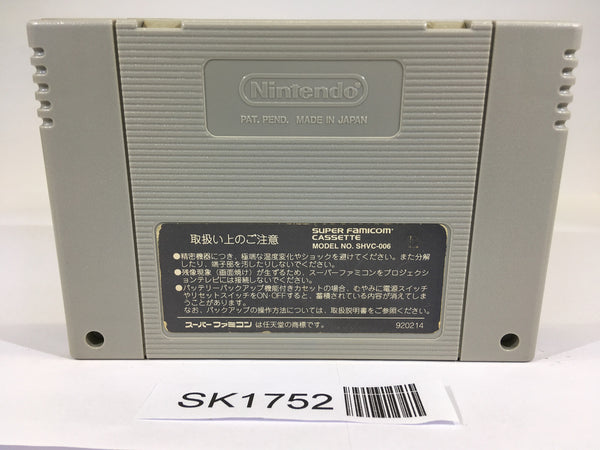 Nintendo
PAT. PEND. MADE IN JAPAN
取扱い上のご注意
SUPER FAMICOM
CASSETTE
MODEL NO. SHVC-006
●精密機器につき、極端な温度変化やショックを避けてください。また分解
したり、端子部を汚したりしないでください。
●残像現象(画面焼け)が生ずるため、スーパーファミコンをプロジェクシ
ョンテレビには接続しないでください。
●バッテリーバックアップ機能付きカセットの場合、むやみに電源スイッチ
やリセットスイッチをON·OFFすると、蓄積されている内容が消えてしま
うことがあります。
なお、バックアップの操作方法については、取扱説明書をご参照ください。
スーパーファミコン は任天堂の商標です。
920214
SK1752